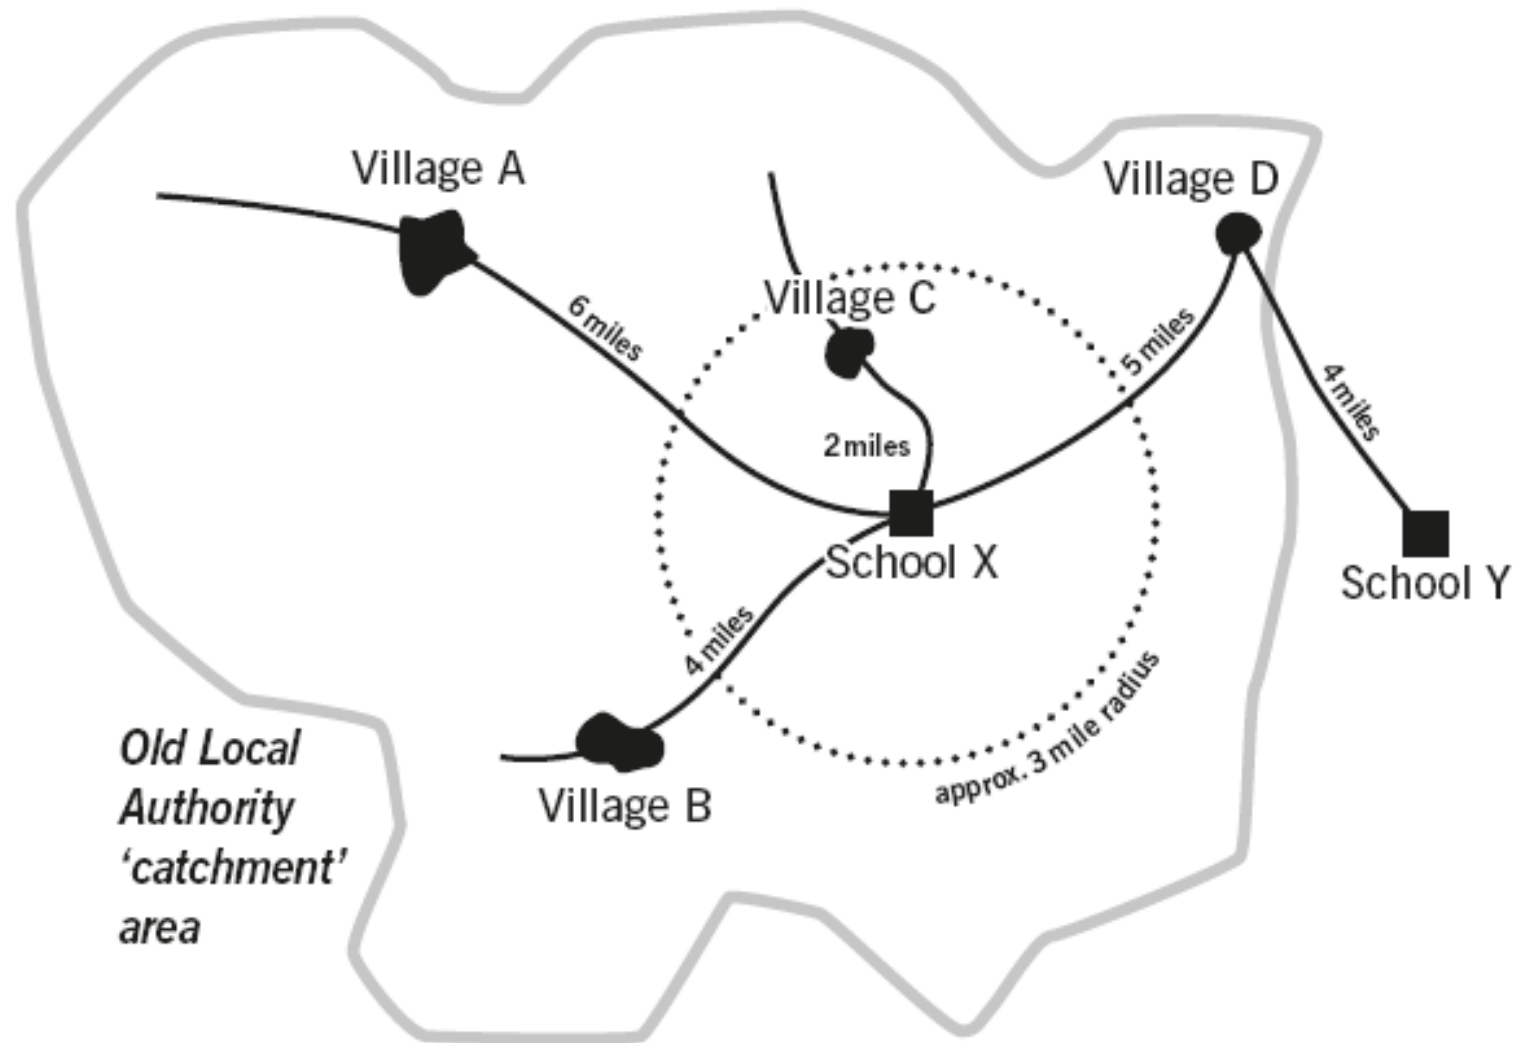 Village A
Village D
Village C
6 miles
5 miles
4 miles
2 miles
School X
School Y
4 miles
approx. 3 mile radius
Village B
Old Local
Authority
‘catchment’
area